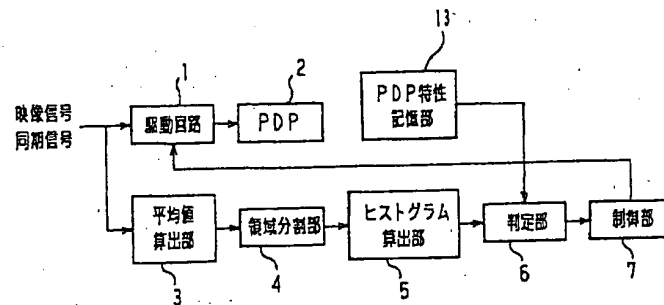 13
1
2
PDP特性
記憶部
映像信号
同期信号
駆動回路
PDP
平均値
算出部
領域分割部
ヒストグラム
算出部
判定部
制御部
3
4
5
6
7